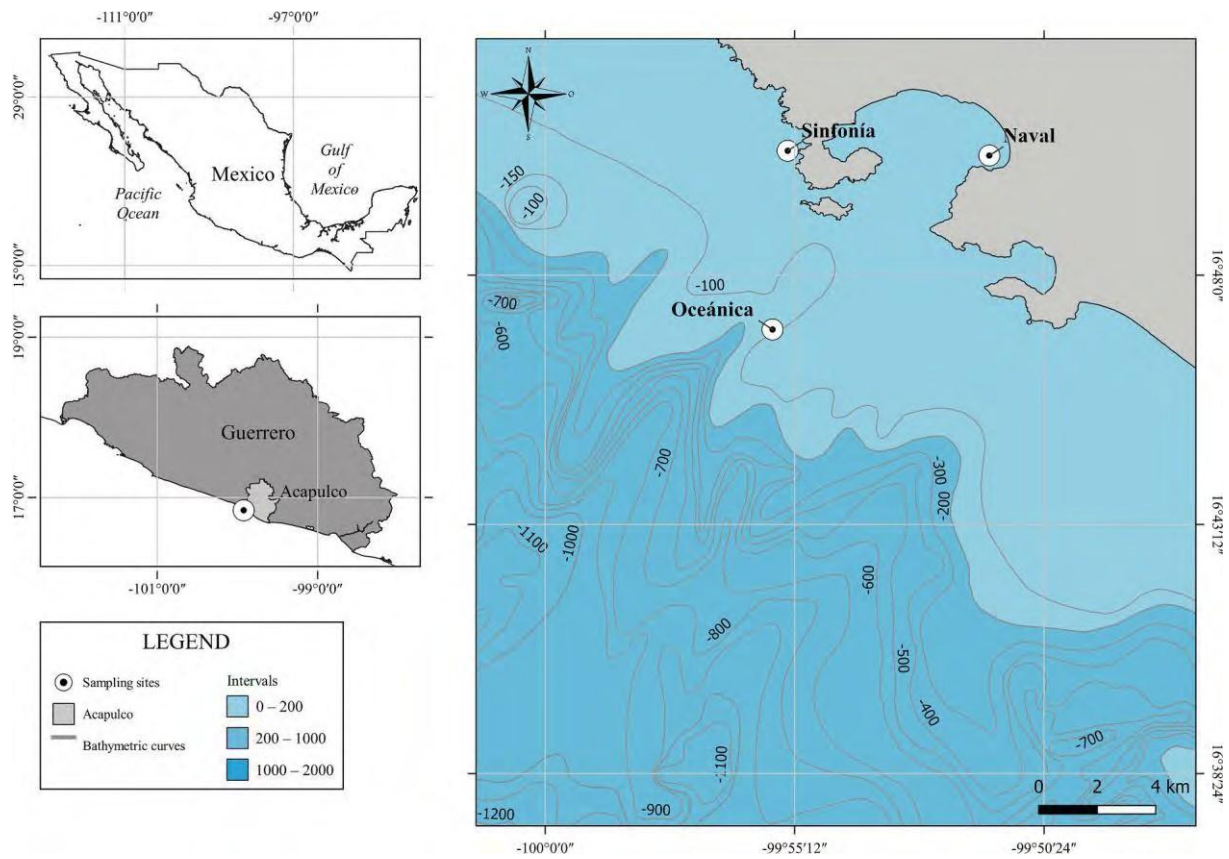 -111°0'0"
-97°0'0"
29°0'0"
15°0'0"
Mexico
Gulf
of
Mexico
Pacific
Ocean
19°0'0"
17°0'0"
Guerrero
Acapulco
-101°0'0"
-99°0'0"
LEGEND
Sampling sites
Acapulco
Bathymetric curves
Intervals
0 – 200
200 – 1000
1000 – 2000
N
W
O
S
Sinfonía
Naval
-150
-100
-100
Oceánica
-700
-600
-700
-300
-200
-1100
-1000
-600
-800
-500
-400
-700
-1100
-900
-1200
0 2 4 km
16°48'0"
16°43'12"
16°38'24"
-100°0'0"
-99°55'12"
-99°50'24"